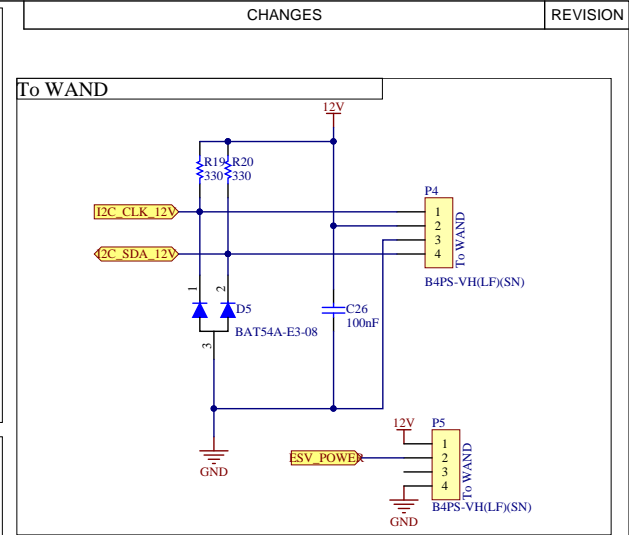 CHANGES
REVISION
To WAND
12V
R19
R20
330
330
P4
I2C_CLK_12V
1
2
3
4
To WAND
I2C_SDA_12V
B4PS-VH(LF)(SN)
1
2
D5
C26
100nF
BAT54A-E3-08
3
12V
P5
ESV_POWER
1
2
3
4
To WAND
GND
B4PS-VH(LF)(SN)
GND